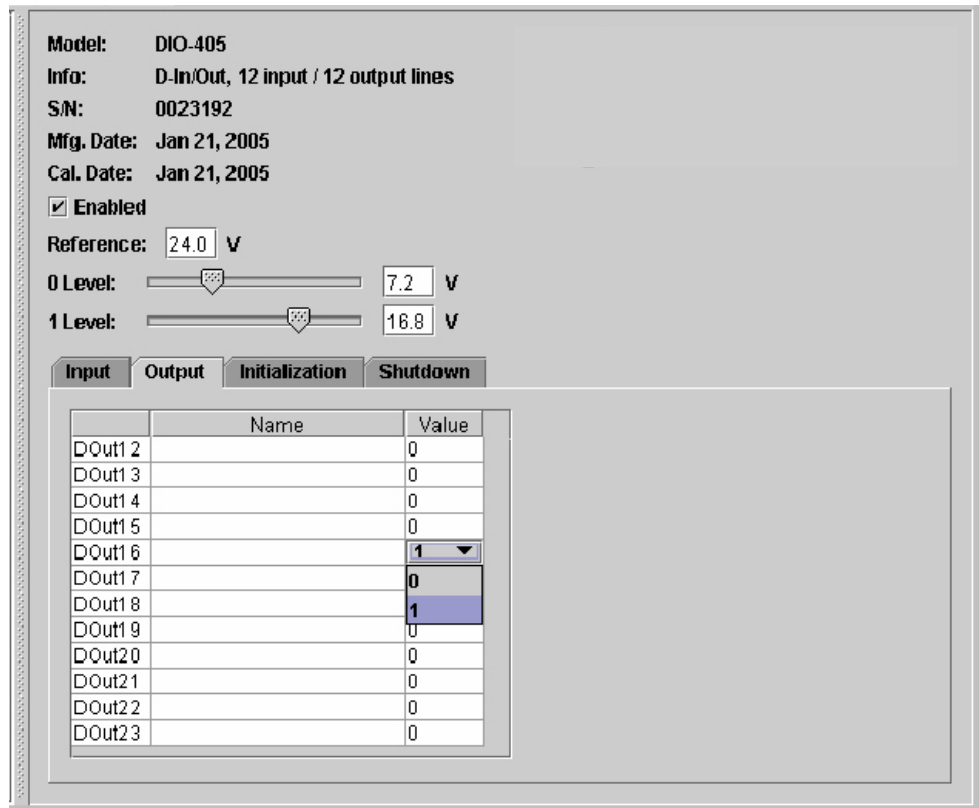 Model: DIO-405
Info: D-In/Out, 12 input / 12 output lines
S/N: 0023192
Mfg. Date: Jan 21, 2005
Cal. Date: Jan 21, 2005
Enabled
Reference: 24.0 V
0 Level: 7.2 V
1 Level: 16.8 V
Input Output Initialization Shutdown
Name Value
DOut12 0
DOut13 0
DOut14 0
DOut15 0
DOut16 1
DOut17 0
DOut18 1
DOut19 0
DOut20 0
DOut21 0
DOut22 0
DOut23 0